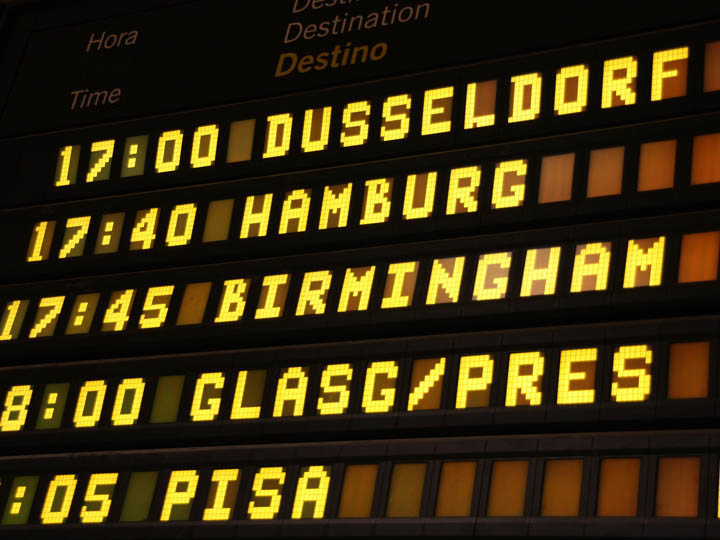 Hora
Destination
Time
Destino
17:00 DUSSELDORF
17:40 HAMBURG
17:45 BIRMINGHAM
8:00 GLASG/PRES
:05 PISA